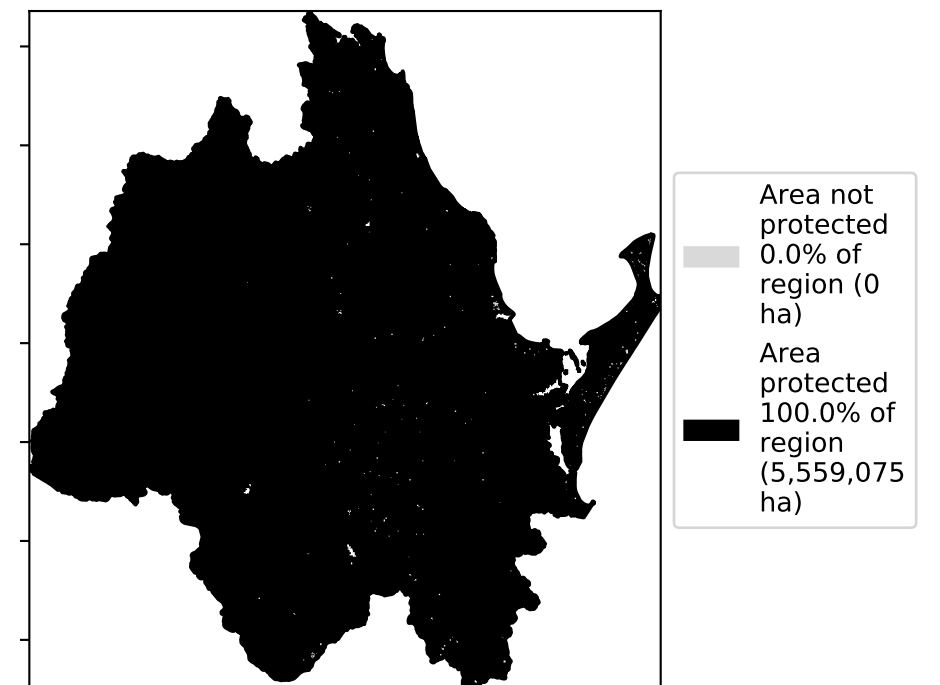 Area not
protected
0.0% of
region (0
ha)
Area
protected
100.0% of
region
(5,559,075
ha)